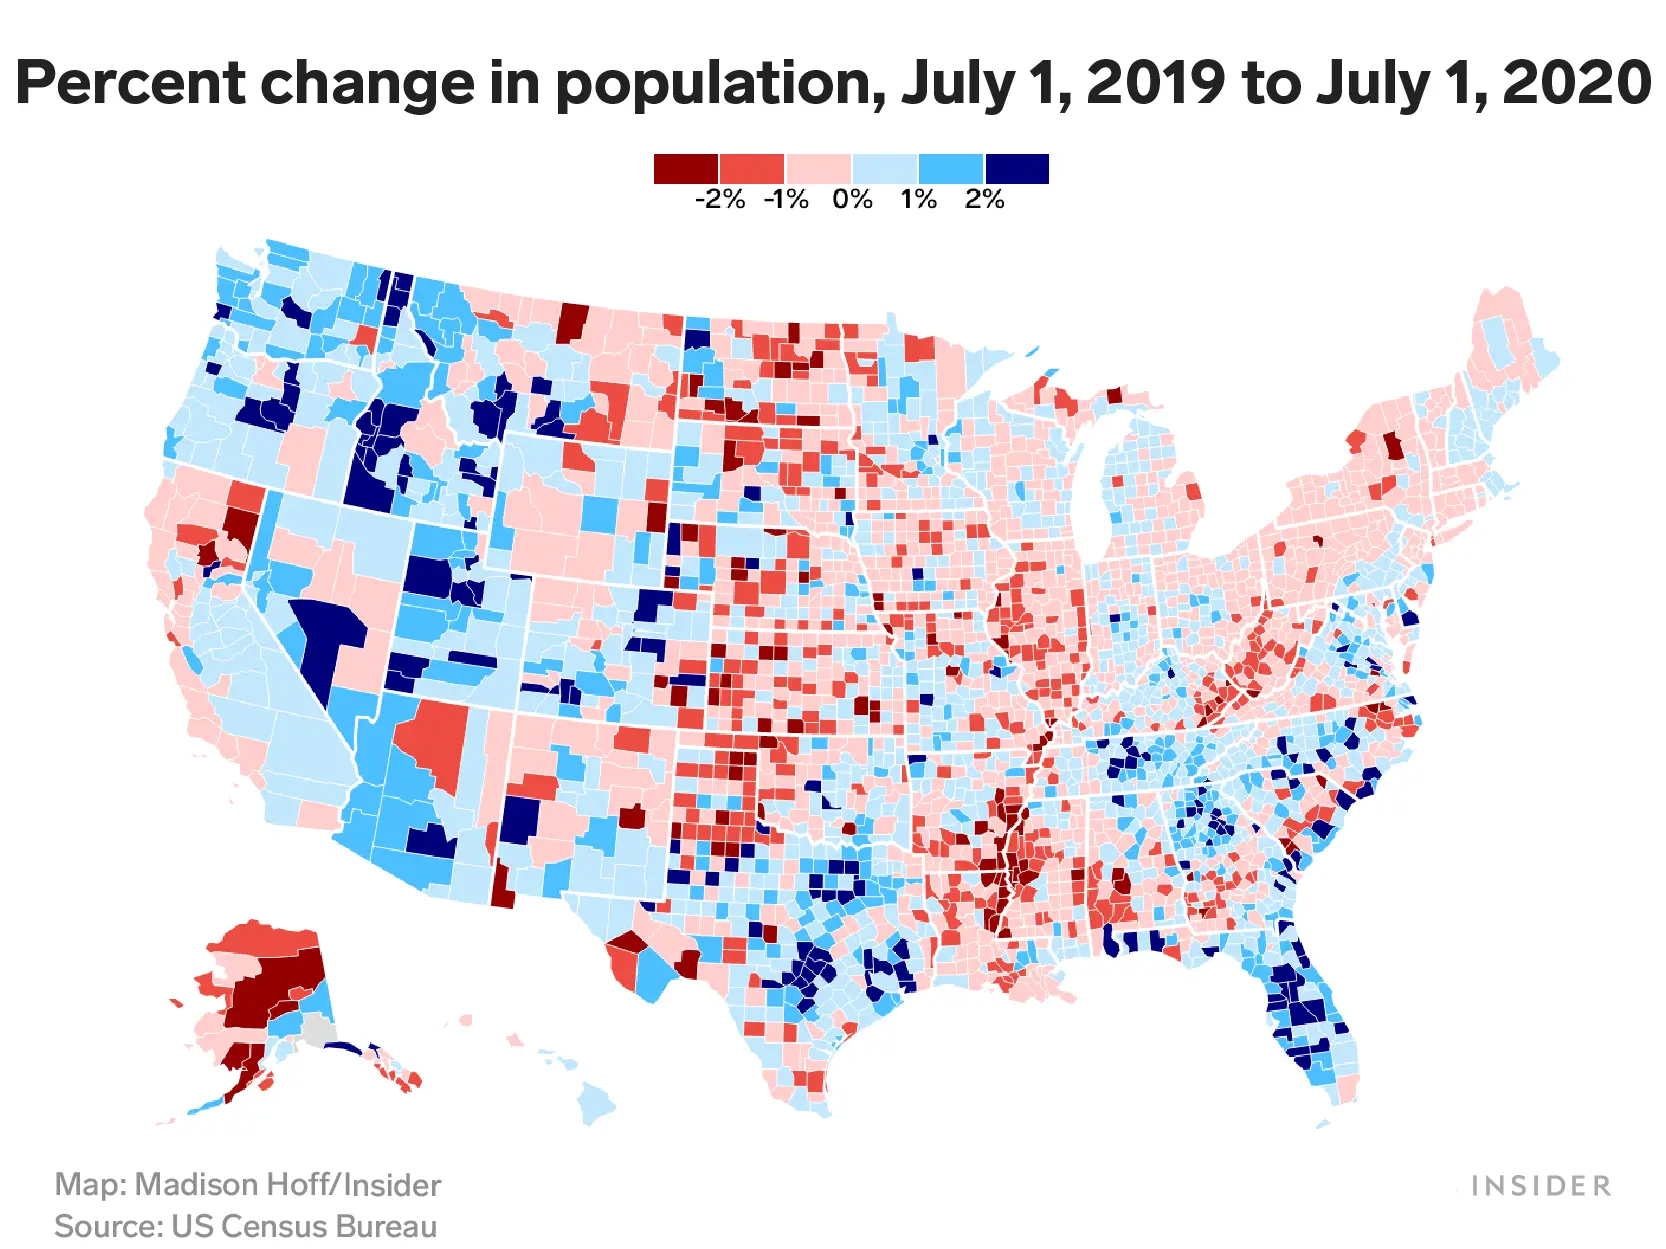 Percent change in population, July 1, 2019 to July 1, 2020
-2% -1% 0% 1% 2%
Map: Madison Hoff/Insider
Source: US Census Bureau
INSIDER